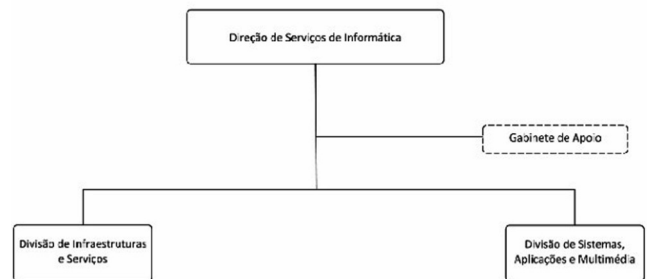 Direção de Serviços de Informática
Gabinete de Apoio
Divisão de Infraestruturas
e Serviços
Divisão de Sistemas,
Aplicações e Multimédia